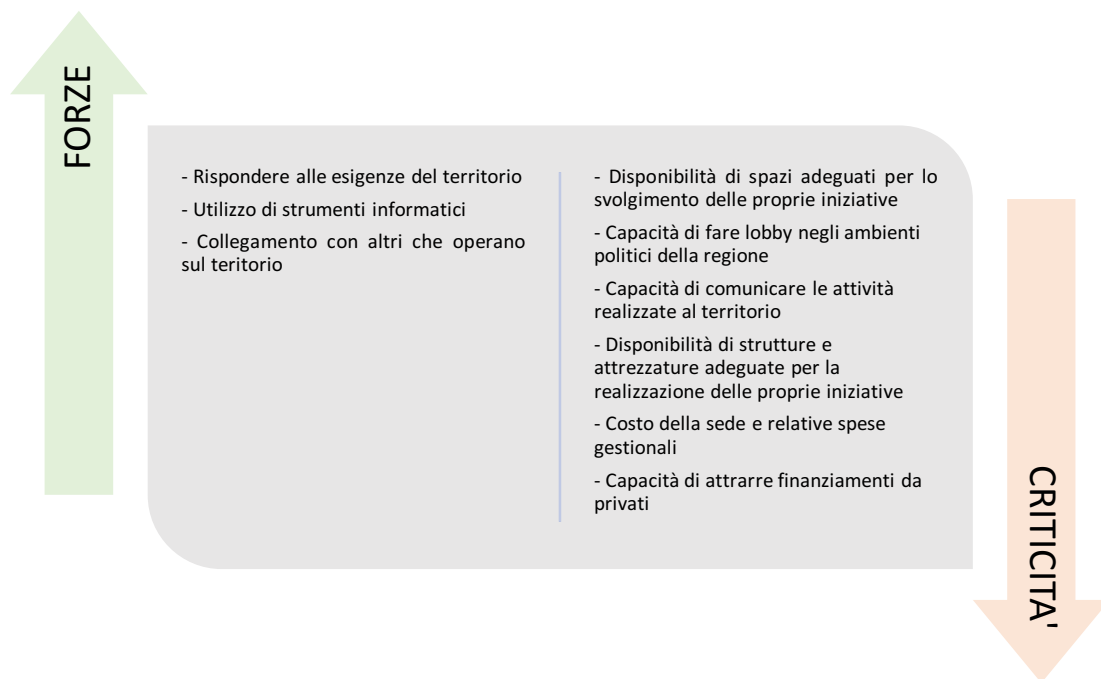 FORZE
- Rispondere alle esigenze del territorio
- Utilizzo di strumenti informatici
- Collegamento con altri che operano
sul teritorio
- Disponibilità di spazi adeguati per lo
svolgimento delle proprie iniziative
- Capacità di fare lobby negli ambienti
politici della regione
- Capacità di comunicare le attività
realizzate al territorio
- Disponibilità di strutture e
attrezzature adeguate per la
realizzazione delle proprie iniziative
- Costo della sede e relative spese
gestionali
- Capacità di attrarre finanziamenti da
privati
CRITICITA'